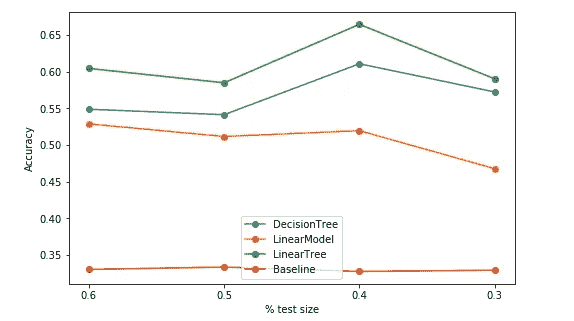 0.65
0.60
0.55
0.50
0.45
0.40
0.35
Accuracy
DecisionTree
LinearModel
LinearTree
Baseline
0.6 0.5 0.4 0.3
% test size